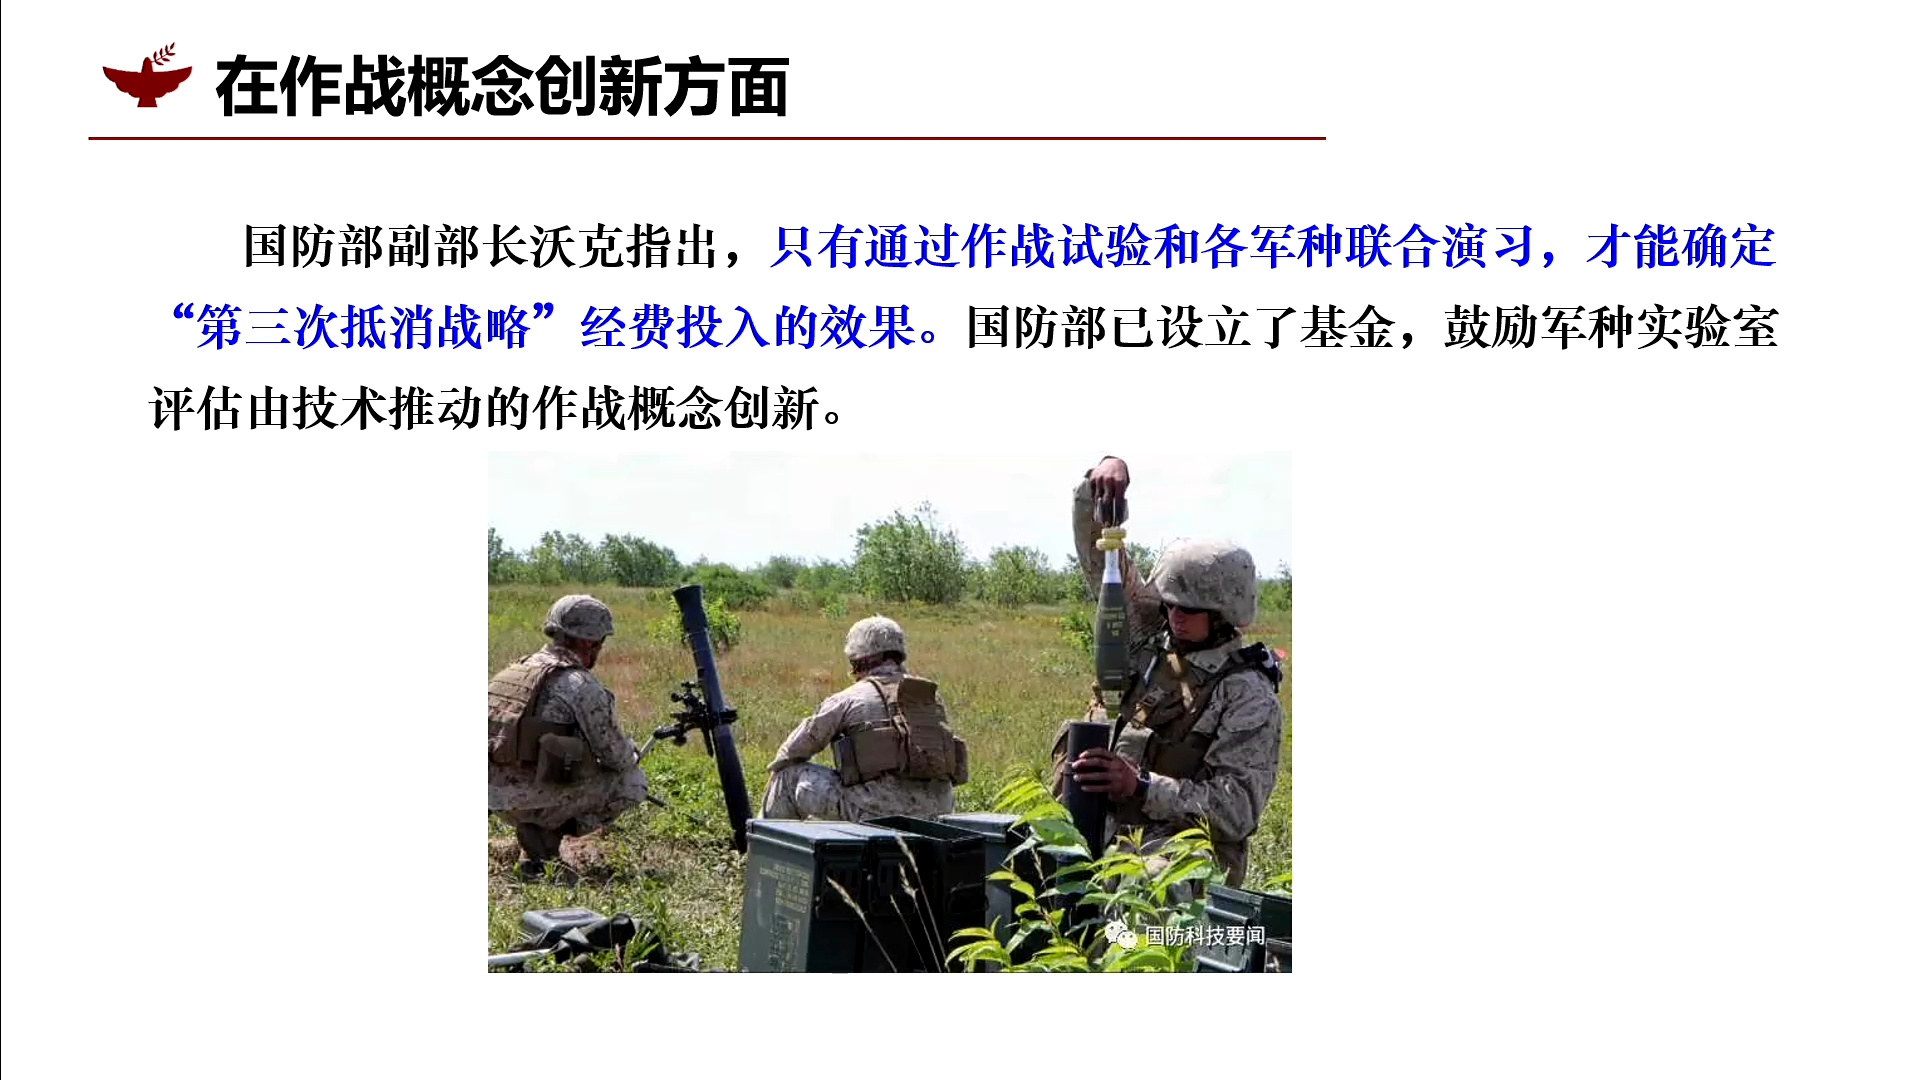 在作战概念创新方面
国防部副部长沃克指出，只有通过作战试验和各军种联合演习，才能确定
“第三次抵消战略”经费投入的效果。国防部已设立了基金，鼓励军种实验室
评估由技术推动的作战概念创新。
国防科技要闻